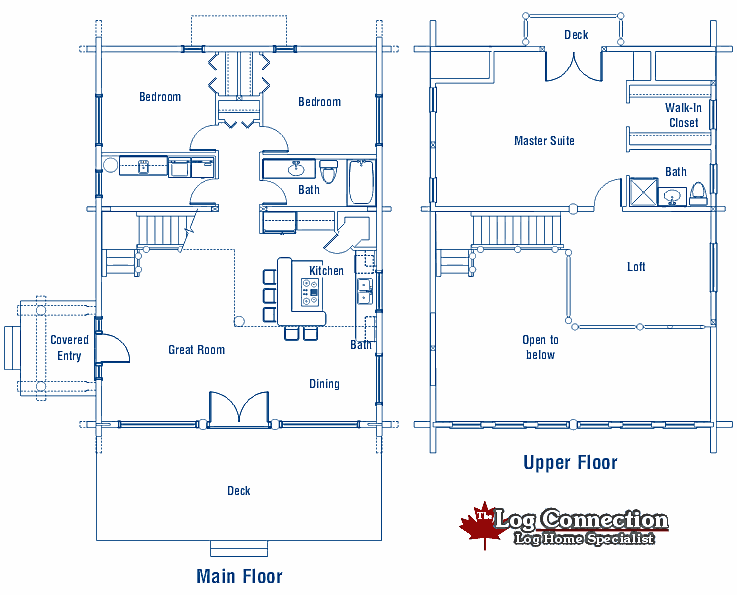 Deck
Bedroom
Bedroom
Walk-In
Closet
Master Suite
Bath
Bath
Kitchen
Loft
Covered
Entry
Great Room
Bath
Open to
below
Dining
Upper Floor
Deck
The Log Connection
Log Home Specialist
Main Floor